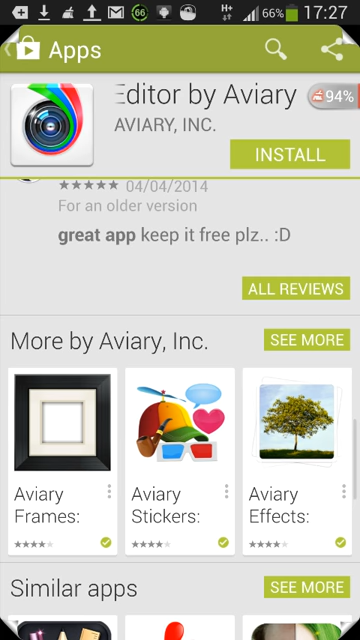 66 H+ 66% 17:27
Apps
Editor by Aviary
94%
AVIARY, INC.
INSTALL
04/04/2014
For an older version
great app keep it free plz.. :D
ALL REVIEWS
More by Aviary, Inc.
SEE MORE
Aviary Frames:
Aviary Stickers:
Aviary Effects:
Similar apps
SEE MORE